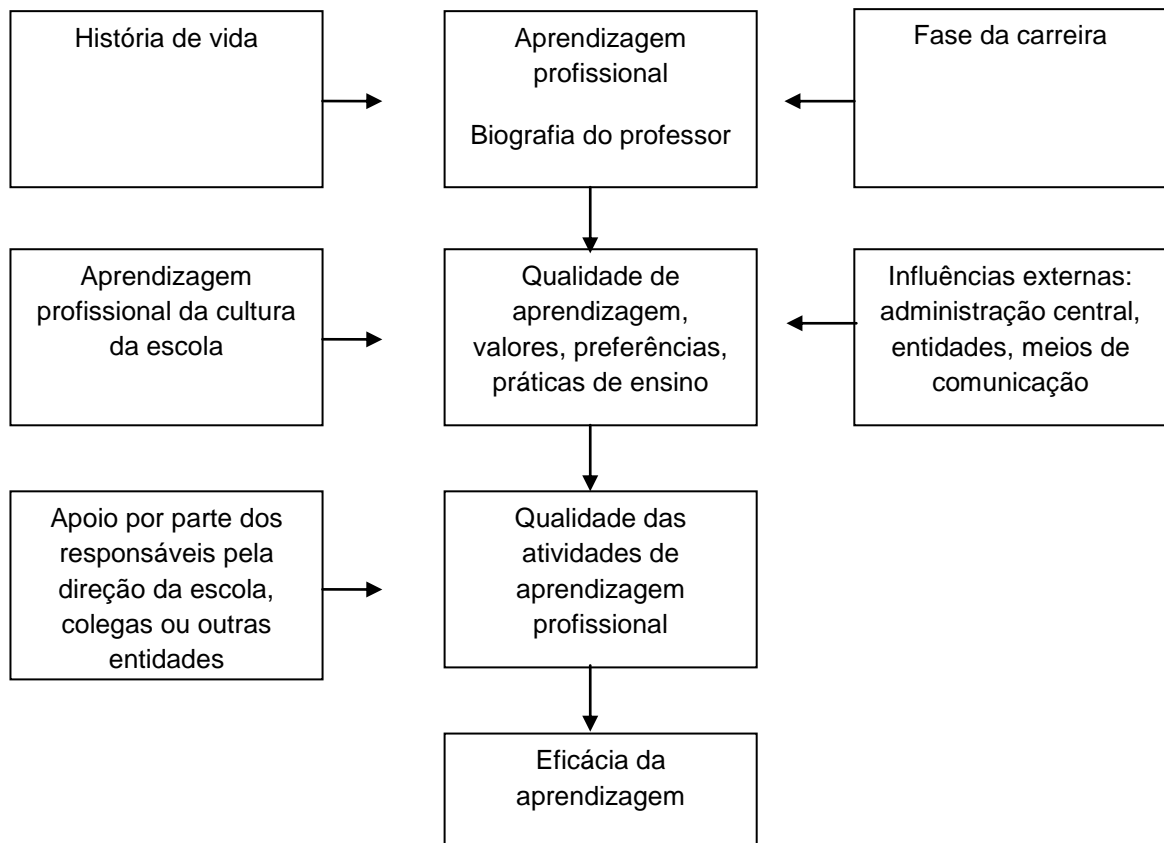 História de vida
Aprendizagem
profissional
Biografia do professor
Fase da carreira
Aprendizagem
profissional da cultura
da escola
Qualidade de
aprendizagem,
valores, preferências,
práticas de ensino
Influências externas:
administração central,
entidades, meios de
comunicação
Apoio por parte dos
responsáveis pela
direção da escola,
colegas ou outras
entidades
Qualidade das
atividades de
aprendizagem
profissional
Eficácia da
aprendizagem